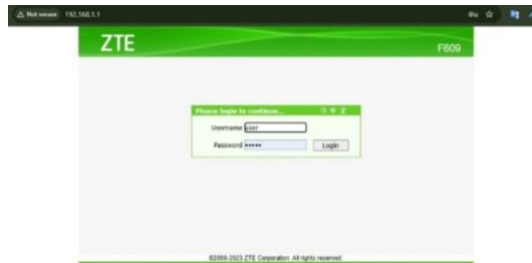 Not secure 192.168.1.1
ZTE
F609
Please login to continue...
Username user
Password •••••
Login
©2008-2023 ZTE Corporation. All rights reserved